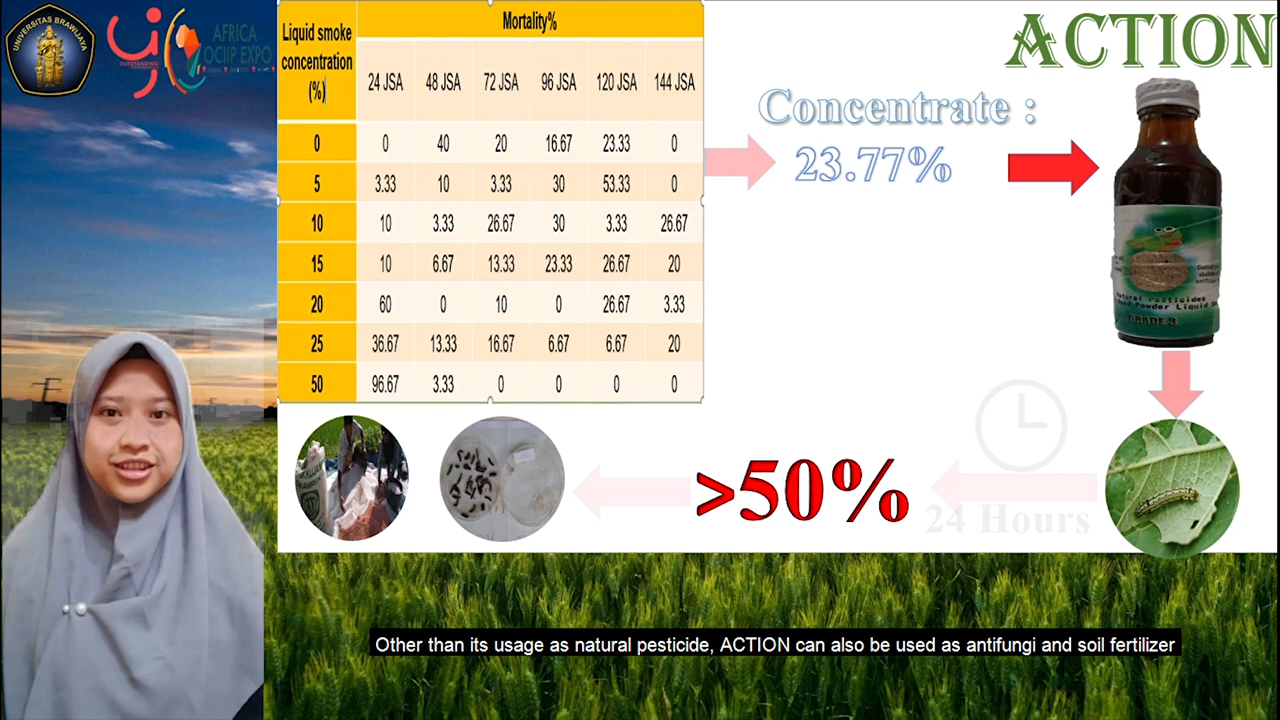 UNIVERSITAS BRAWIJAYA
AFRICA
OCIIP EXPO
OUTSTANDING
Liquid smoke
concentration
(%)
Mortality%
24 JSA 48 JSA 72 JSA 96 JSA 120 JSA 144 JSA
0 0 40 20 16.67 23.33 0
5 3.33 10 3.33 30 53.33 0
10 10 3.33 26.67 30 3.33 26.67
15 10 6.67 13.33 23.33 26.67 20
20 60 0 10 0 26.67 3.33
25 36.67 13.33 16.67 6.67 6.67 20
50 96.67 3.33 0 0 0 0
ACTION
Concentrate :
23.77%
Natural Pesticides
Powder Liquid
GRADE 3
>50%
24 Hours
Other than its usage as natural pesticide, ACTION can also be used as antifungi and soil fertilizer